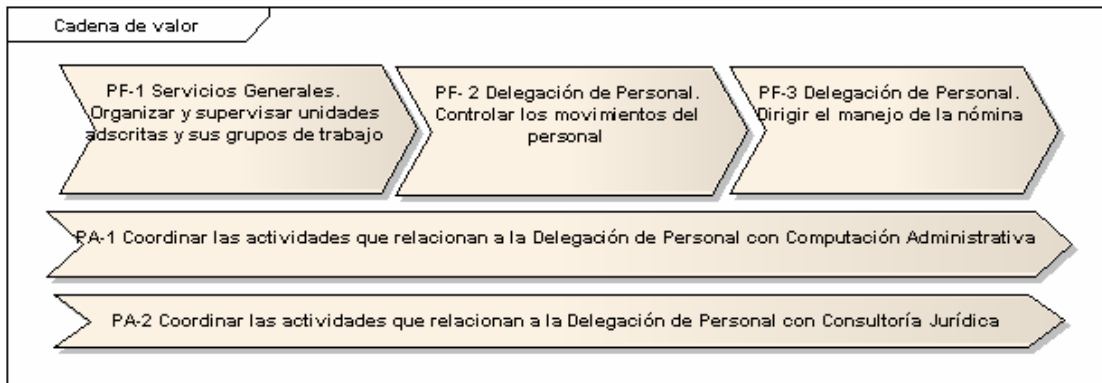 Cadena de valor
PF-1 Servicios Generales.
Organizar y supervisar unidades
adscritas y sus grupos de trabajo
PF- 2 Delegación de Personal.
Controlar los movimientos del
personal
PF-3 Delegación de Personal.
Dirigir el manejo de la nómina
PA-1 Coordinar las actividades que relacionan a la Delegación de Personal con Computación Administrativa
PA-2 Coordinar las actividades que relacionan a la Delegación de Personal con Consultoría Jurídica